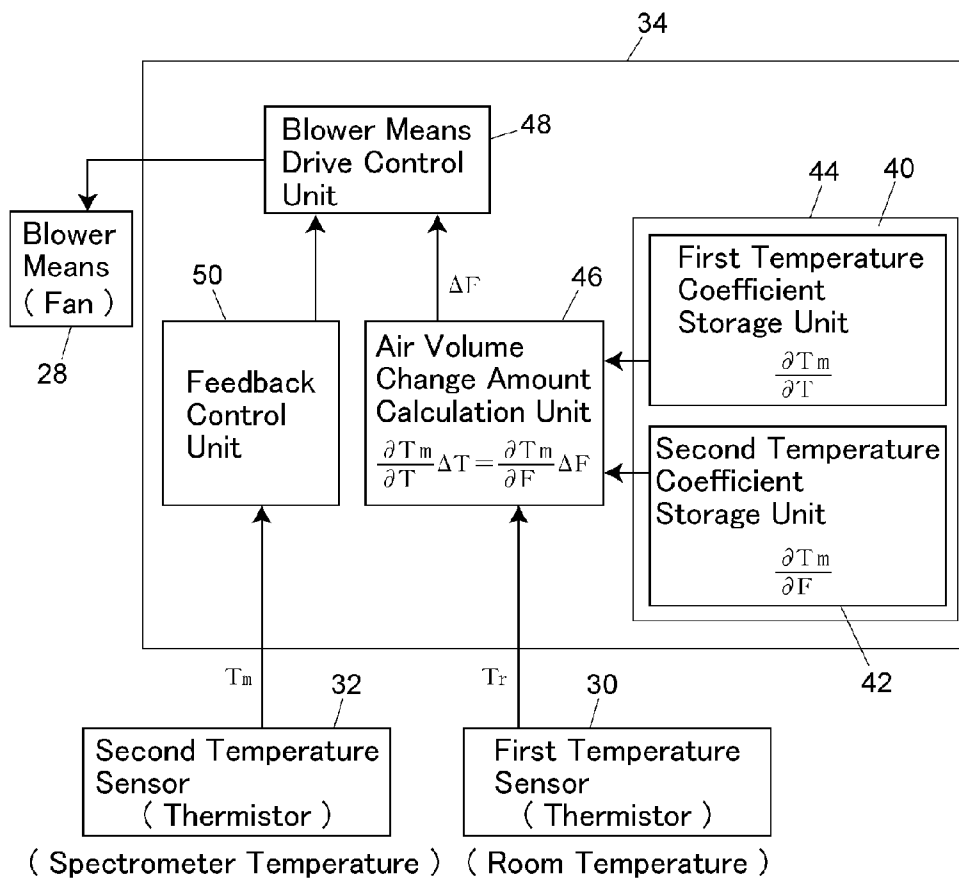 34
Blower Means
Drive Control
Unit
48
Blower
Means
( Fan )
28
50
Feedback
Control
Unit
ΔF
46
Air Volume
Change Amount
Calculation Unit
∂Tm/∂T ΔT = ∂Tm/∂F ΔF
44
40
First Temperature
Coefficient
Storage Unit
∂Tm/∂T
Second Temperature
Coefficient
Storage Unit
∂Tm/∂F
42
Tm
32
Second Temperature
Sensor
( Thermistor )
( Spectrometer Temperature )
Tr
30
First Temperature
Sensor
( Thermistor )
( Room Temperature )